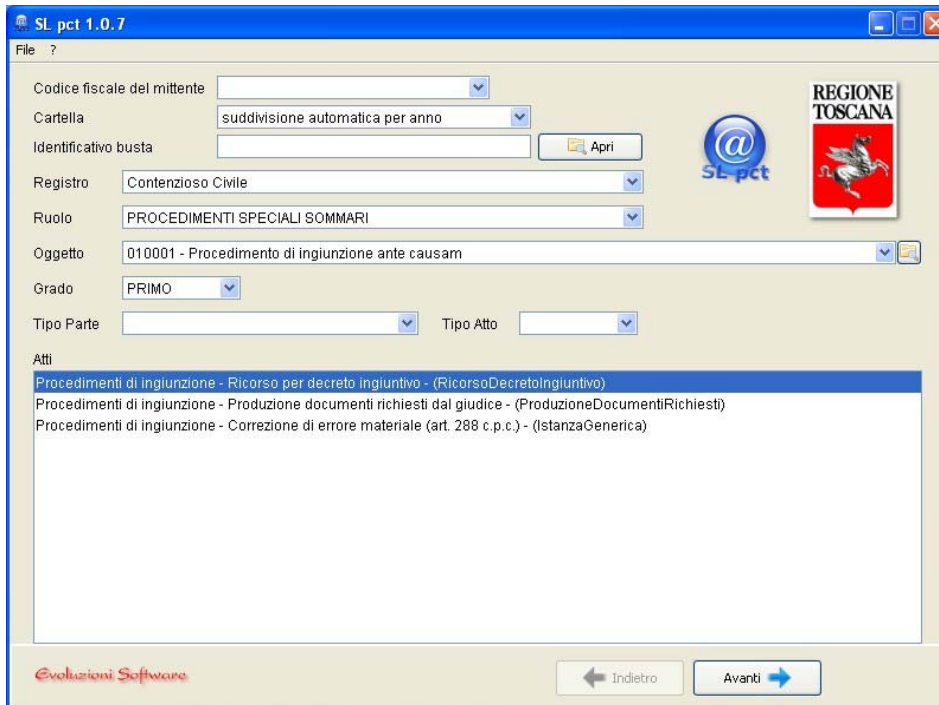 SL pct 1.0.7
File ?
Codice fiscale del mittente
Cartella suddivisione automatica per anno
Identificativo busta Apri
REGIONE
TOSCANA
@
SL pct
Registro Contenzioso Civile
Ruolo PROCEDIMENTI SPECIALI SOMMARI
Oggetto 010001 - Procedimento di ingiunzione ante causam
Grado PRIMO
Tipo Parte Tipo Atto
Atti
Procedimenti di ingiunzione - Ricorso per decreto ingiuntivo - (RicorsoDecretoIngiuntivo)
Procedimenti di ingiunzione - Produzione documenti richiesti dal giudice - (ProduzioneDocumentiRichiesti)
Procedimenti di ingiunzione - Correzione di errore materiale (art. 288 c.p.c.) - (IstanzaGenerica)
Evoluzioni Software Indietro Avanti